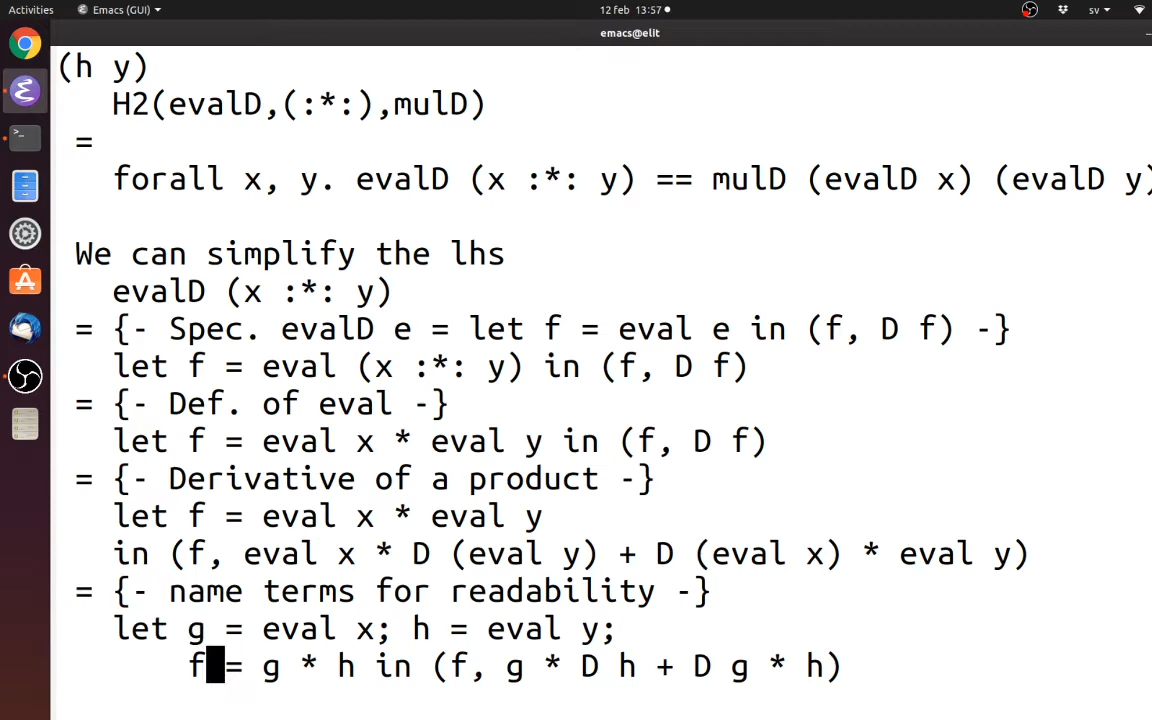 Activities Emacs (GUI) 12 feb 13:57 sv
emacs@elit
(h y)
H2(evalD,(:*:),mulD)
=
forall x, y. evalD (x :*: y) == mulD (evalD x) (evalD y)
We can simplify the lhs
evalD (x :*: y)
= {- Spec. evalD e = let f = eval e in (f, D f) -}
let f = eval (x :*: y) in (f, D f)
= {- Def. of eval -}
let f = eval x * eval y in (f, D f)
= {- Derivative of a product -}
let f = eval x * eval y
in (f, eval x * D (eval y) + D (eval x) * eval y)
= {- name terms for readability -}
let g = eval x; h = eval y;
f = g * h in (f, g * D h + D g * h)